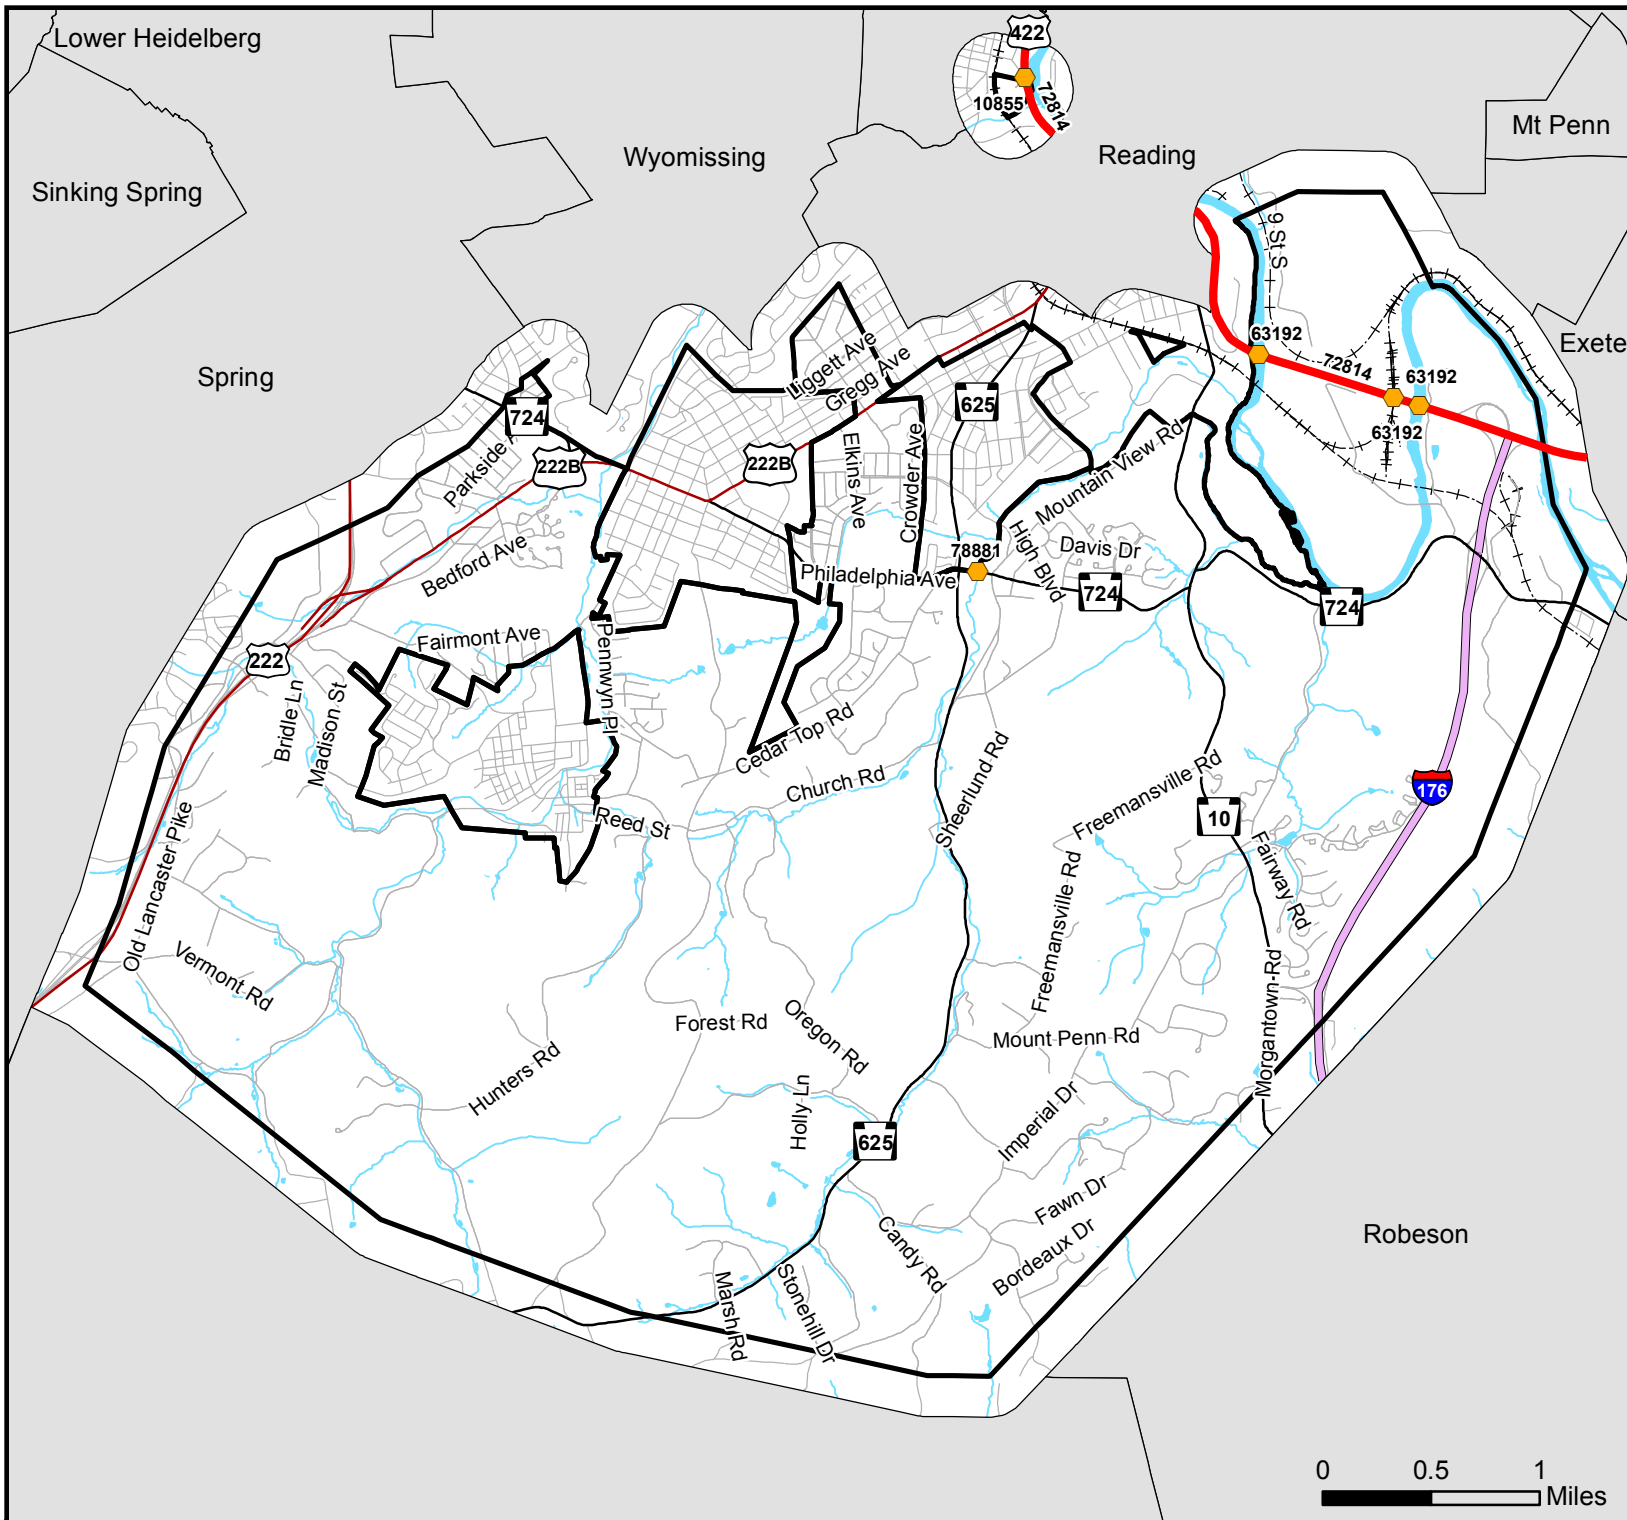 Lower Heidelberg
422
10855
72814
Mt Penn
Wyomissing
Reading
Sinking Spring
9 St S
Exete
63192
72814
63192
63192
Spring
Liggett Ave
Gregg Ave
724
625
222B
222B
Parkside
Elkins Ave
Crowder Ave
Mountain View Rd
High Blvd
Davis Dr
78881
Bedford Ave
Philadelphia Ave
724
724
Fairmont Ave
Pennwyn Pl
222
Bridle Ln
Madison St
Cedar Top Rd
Church Rd
Sheerlund Rd
Freemansville Rd
176
10
Reed St
Old Lancaster Pike
Fairway Rd
Freemansville Rd
Vermont Rd
Forest Rd
Oregon Rd
Mount Penn Rd
Morgantown Rd
Hunters Rd
Holly Ln
Imperial Dr
625
Fawn Dr
Bordeaux Dr
Candy Rd
Robeson
Marsh Rd
Stonehill Dr
0 0.5 1
Miles